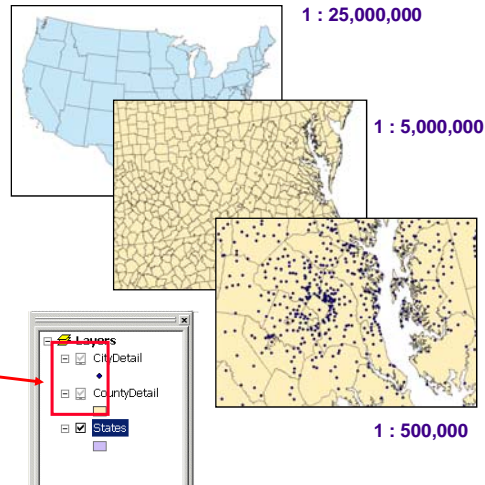 1 : 25,000,000
1 : 5,000,000
Layers
CityDetail
CountyDetail
States
1 : 500,000